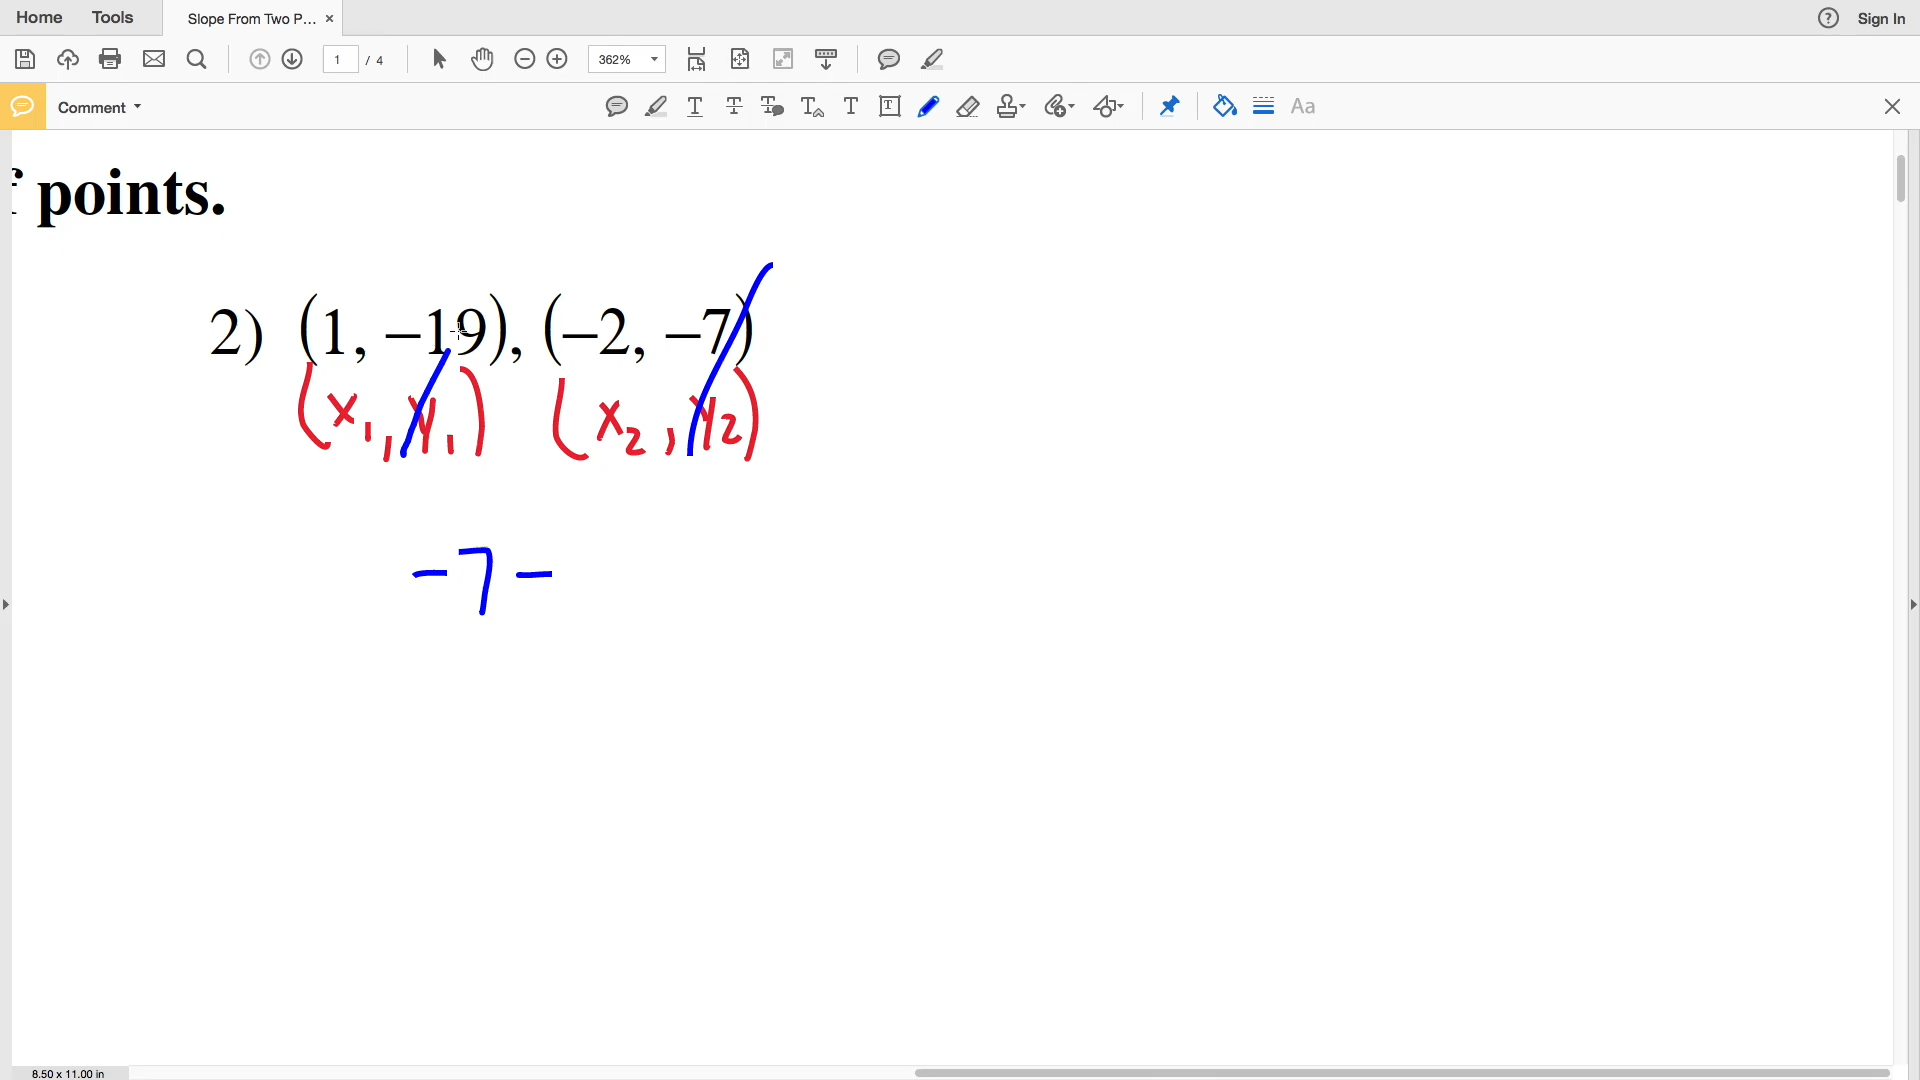 Home Tools Slope From Two P... × ? Sign In
1 / 4 362%
Comment T T T T T T Aa
f points.
2) (1, −19), (−2, −7)
(x₁, y₁) (x₂, y₂)
-7-
8.50 x 11.00 in